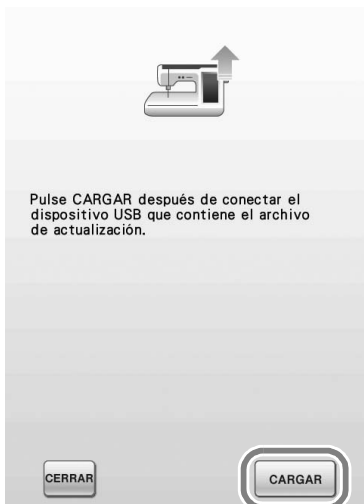 Pulse CARGAR después de conectar el
dispositivo USB que contiene el archivo
de actualización.
CERRAR
CARGAR